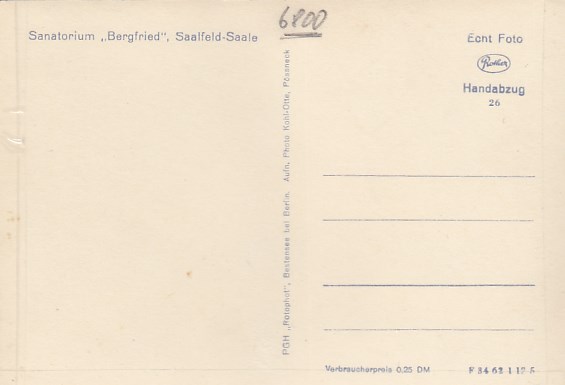 6800
Sanatorium „Bergfried", Saalfeld-Saale
Echt Foto
Handabzug
26
PGH „Rotophot", Bestensee bei Berlin. Aufn. Photo Kohl-Otte, Pössneck
Verbraucherpreis 0,25 DM
F 34 62 1 12 5